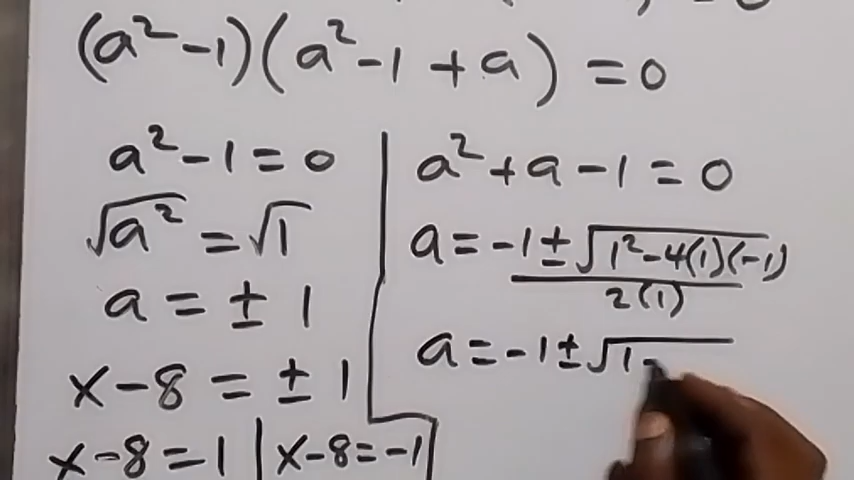 (a² - 1)(a² - 1 + a) = 0
a² - 1 = 0
√a² = √1
a = ± 1
x - 8 = ± 1
x - 8 = 1 | x - 8 = -1
a² + a - 1 = 0
a = -1 ± √1² - 4(1)(-1)
2(1)
a = -1 ± √1 -